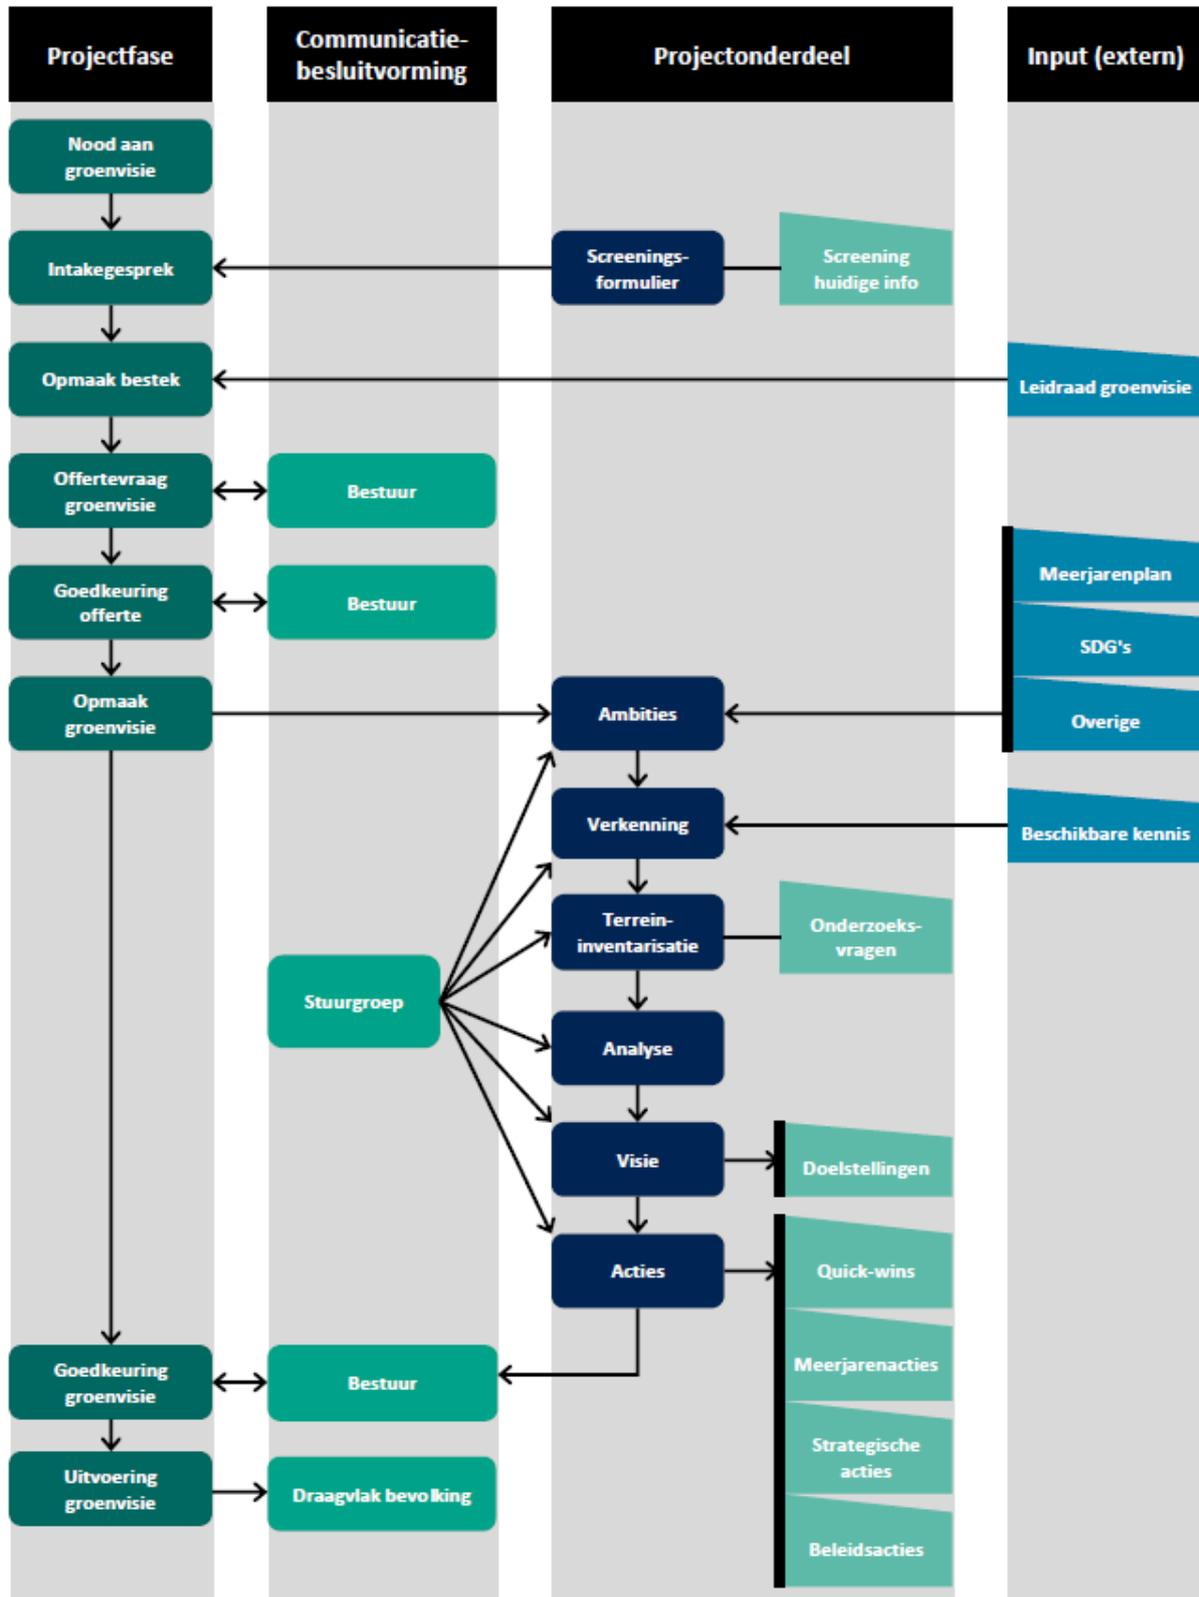 Projectfase
Communicatie-
besluitvorming
Projectonderdeel
Input (extern)
Nood aan
groenvisie
Intakegesprek
Screenings-
formulier
Screening
huidige info
Opmaak bestek
Leidraad groenvisie
Offertevraag
groenvisie
Bestuur
Goedkeuring
offerte
Bestuur
Meerjarenplan
SDG's
Overige
Opmaak
groenvisie
Ambities
Verkenning
Beschikbare kennis
Terrein-
inventarisatie
Onderzoeks-
vragen
Stuurgroep
Analyse
Visie
Doelstellingen
Acties
Quick-wins
Meerjarenacties
Strategische
acties
Beleidsacties
Goedkeuring
groenvisie
Bestuur
Uitvoering
groenvisie
Draagvlak bevolking